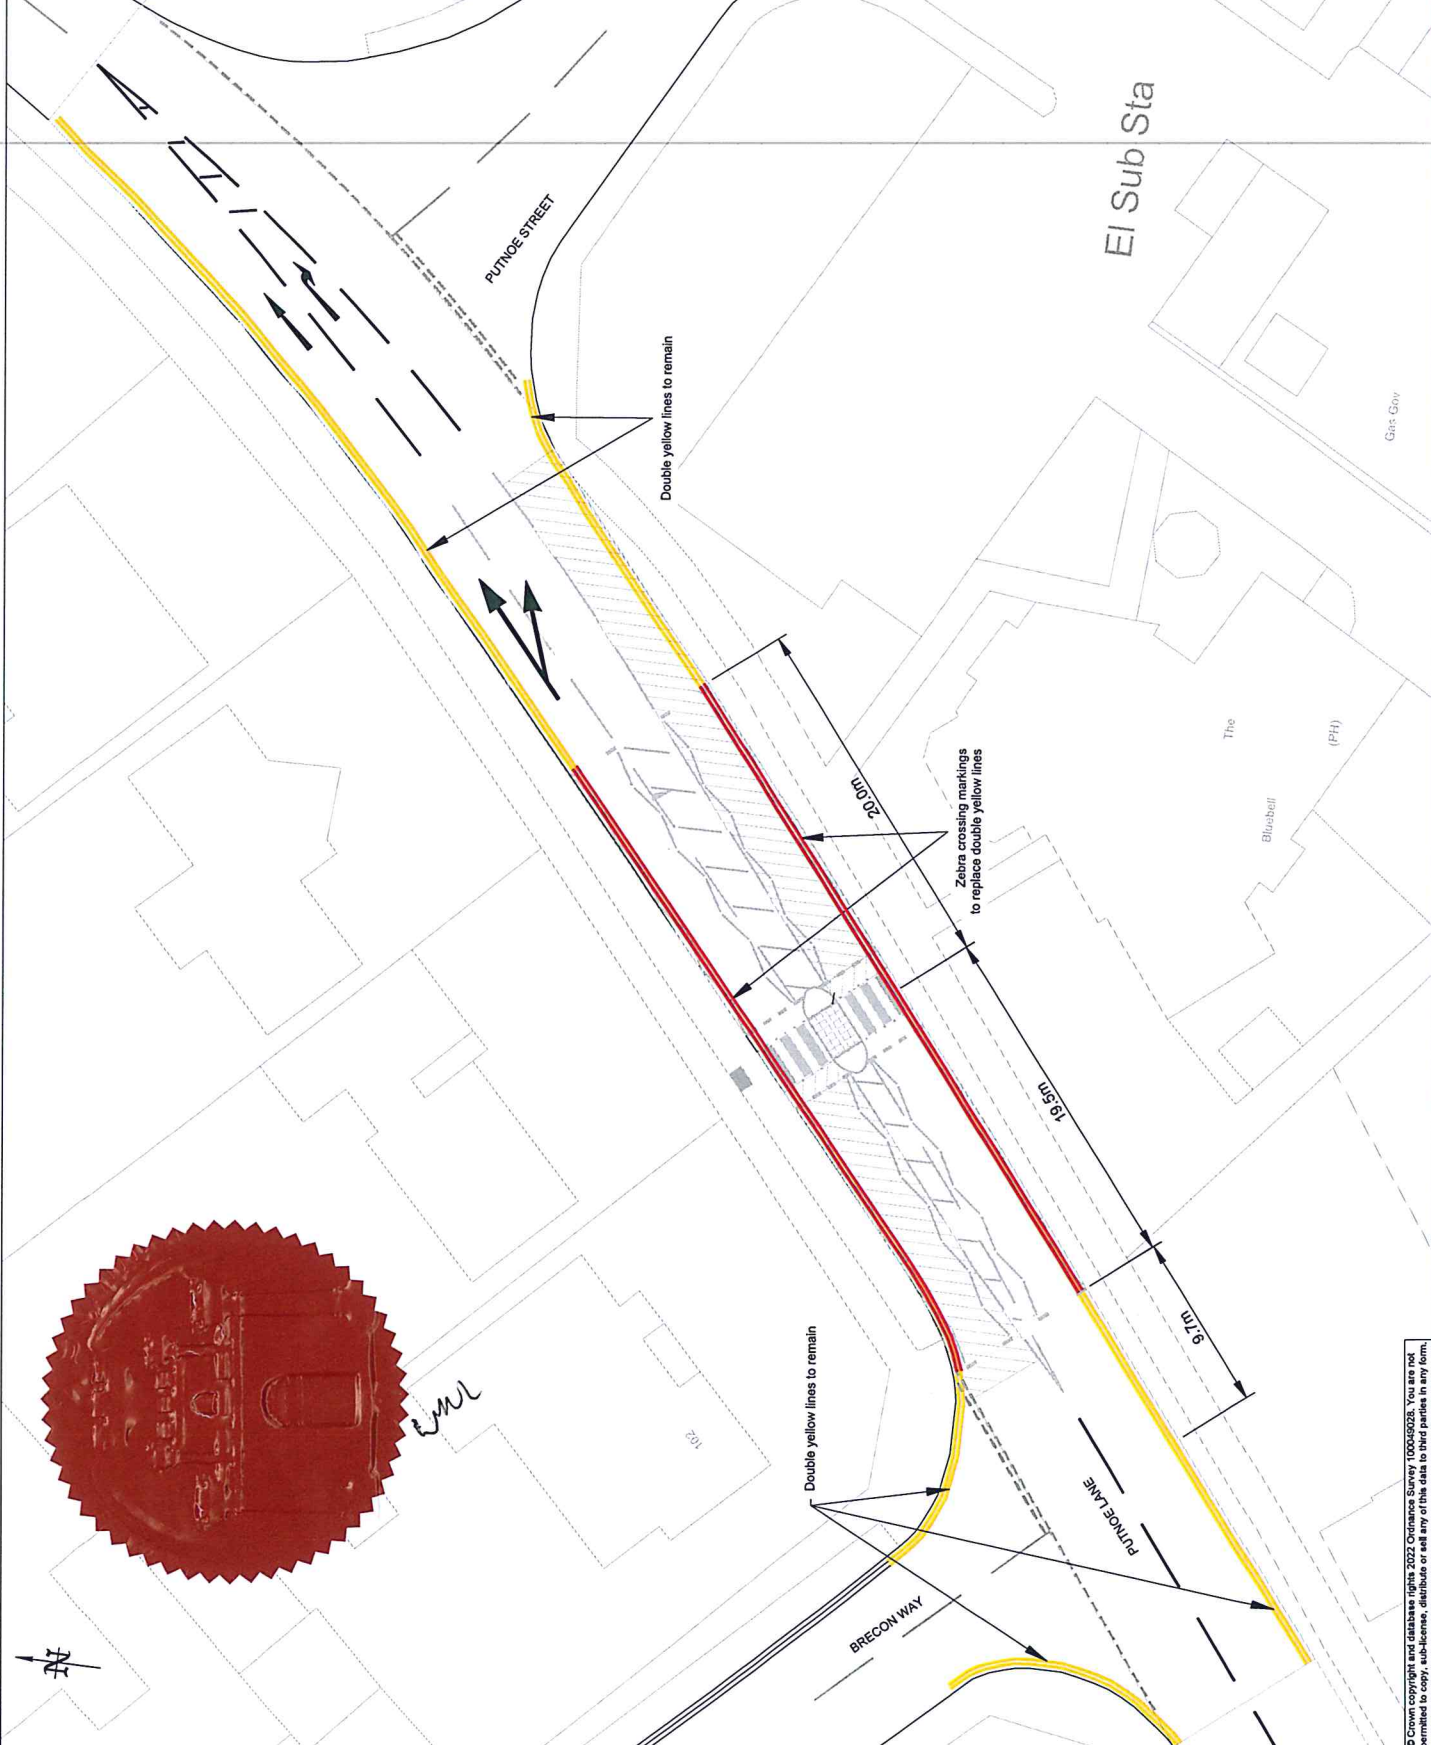 El Sub Sta
PUTNOE STREET
Double yellow lines to remain
Gas Gov
The
(PH)
Bluebell
20.0m
Zebra crossing markings
to replace double yellow lines
19.5m
9.7m
102
Double yellow lines to remain
PUTNOE LANE
BRECON WAY
N
© Crown copyright and database rights 2022 Ordnance Survey 100049028. You are not
permitted to copy, sub-license, distribute or sell any of this data to third parties in any form.